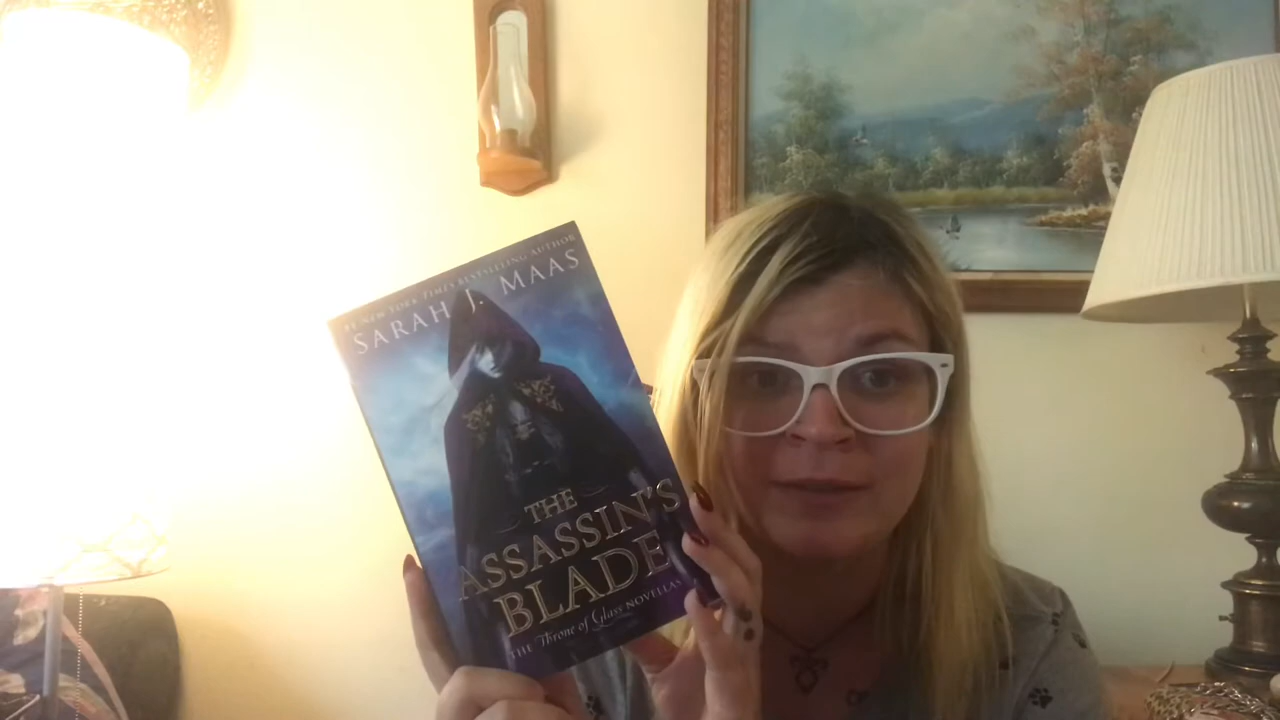 #1 NEW YORK TIMES BESTSELLING AUTHOR
SARAH J. MAAS
THE
ASSASSIN'S
BLADE
THE Throne of Glass NOVELLAS